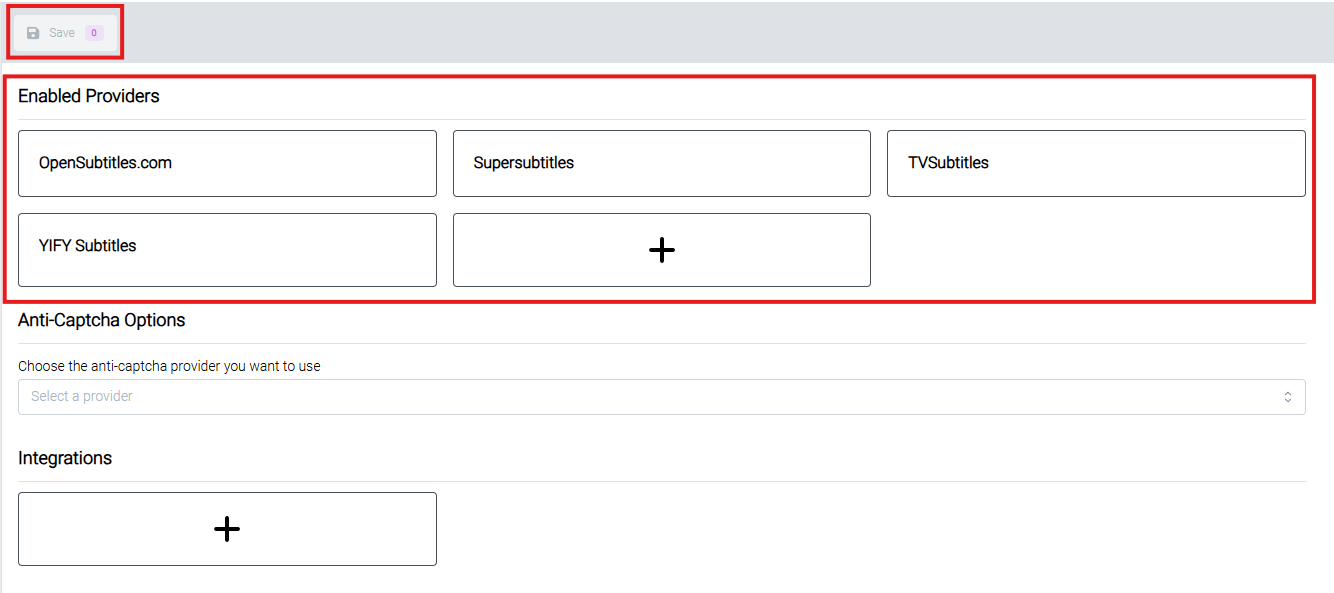 Save 0
Enabled Providers
OpenSubtitles.com
Supersubtitles
TVSubtitles
YIFY Subtitles
Anti-Captcha Options
Choose the anti-captcha provider you want to use
Select a provider
Integrations